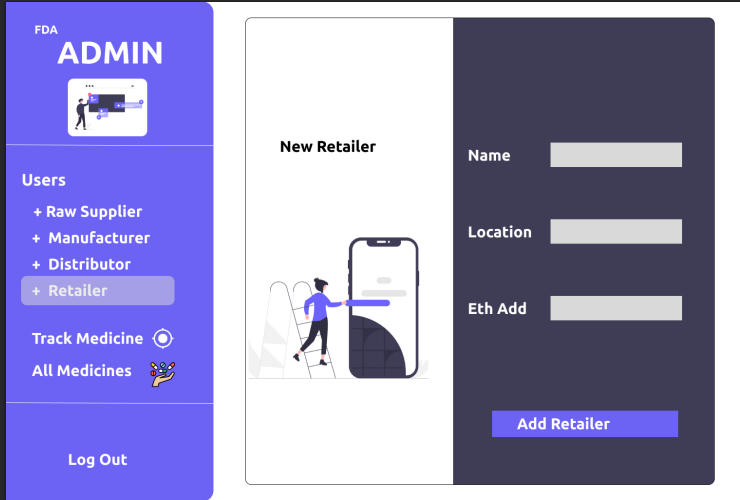 FDA
ADMIN
Users
+ Raw Supplier
+ Manufacturer
+ Distributor
+ Retailer
Track Medicine
All Medicines
Log Out
New Retailer
Name
Location
Eth Add
Add Retailer